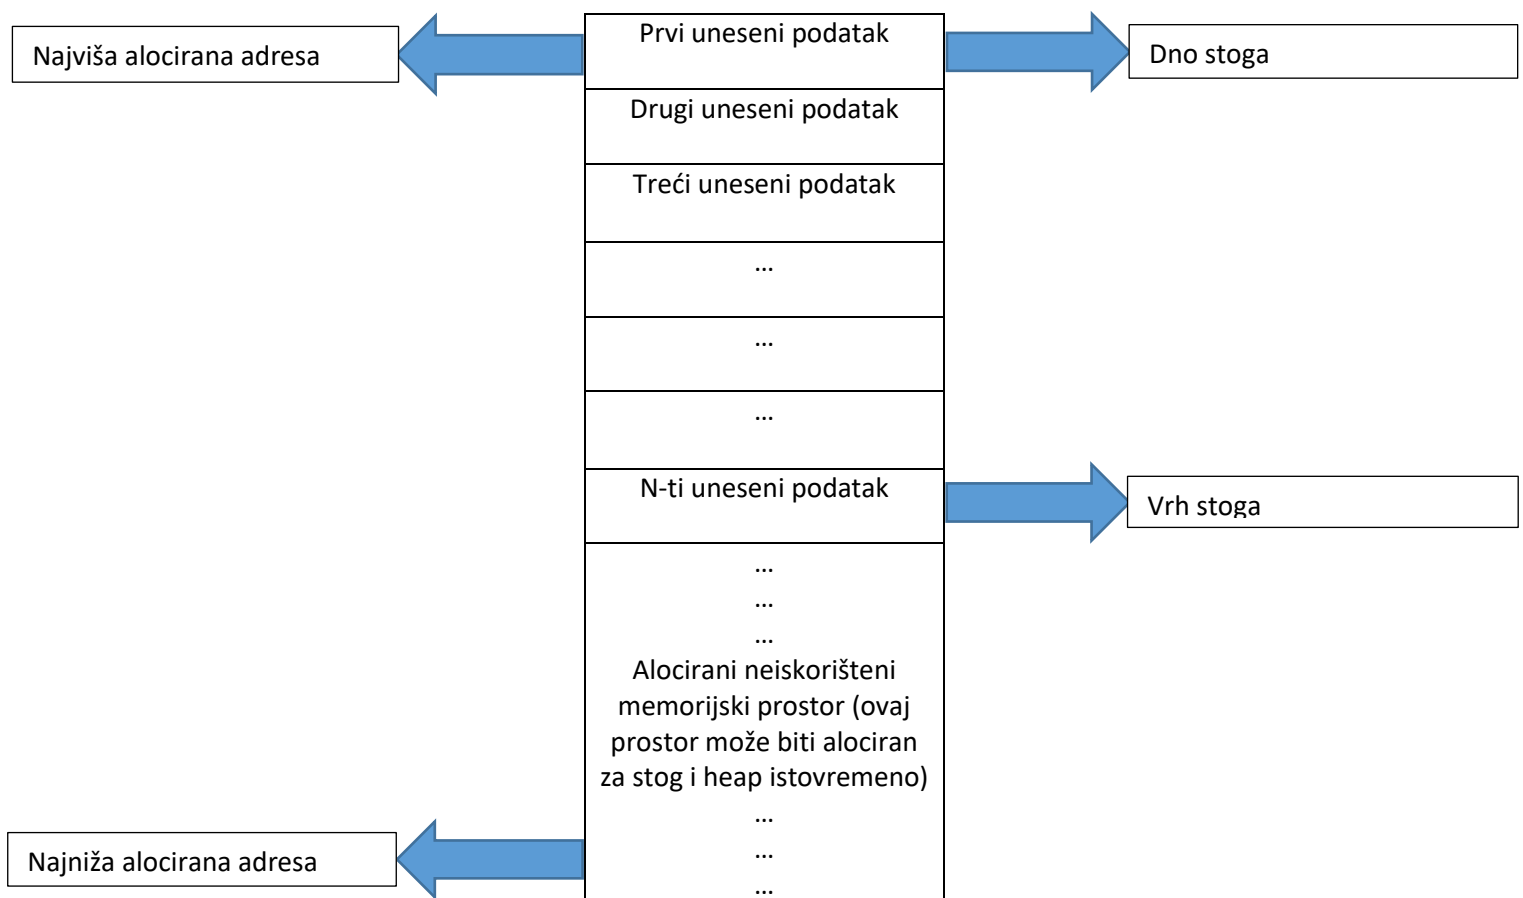 Najviša alocirana adresa
Prvi uneseni podatak
Dno stoga
Drugi uneseni podatak
Treći uneseni podatak
...
...
...
N-ti uneseni podatak
Vrh stoga
...
...
...
Alocirani neiskorišteni
memorijski prostor (ovaj
prostor može biti alociran
za stog i heap istovremeno)
...
...
...
Najniža alocirana adresa